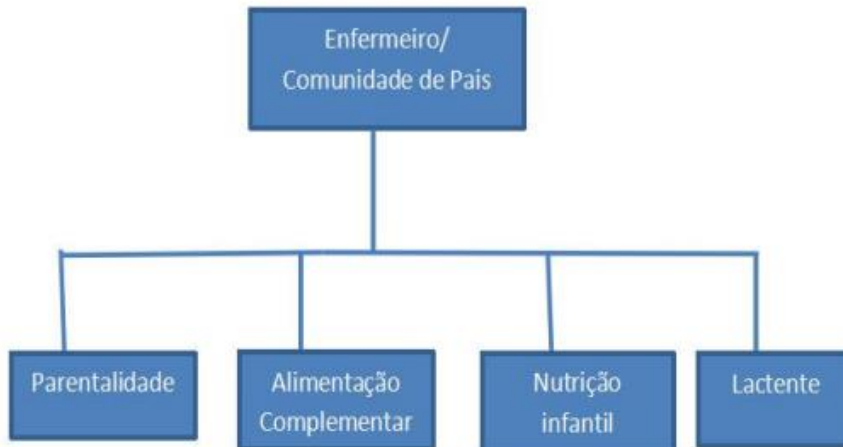 Enfermeiro/
Comunidade de Pais
Parentalidade
Alimentação
Complementar
Nutrição
infantil
Lactente